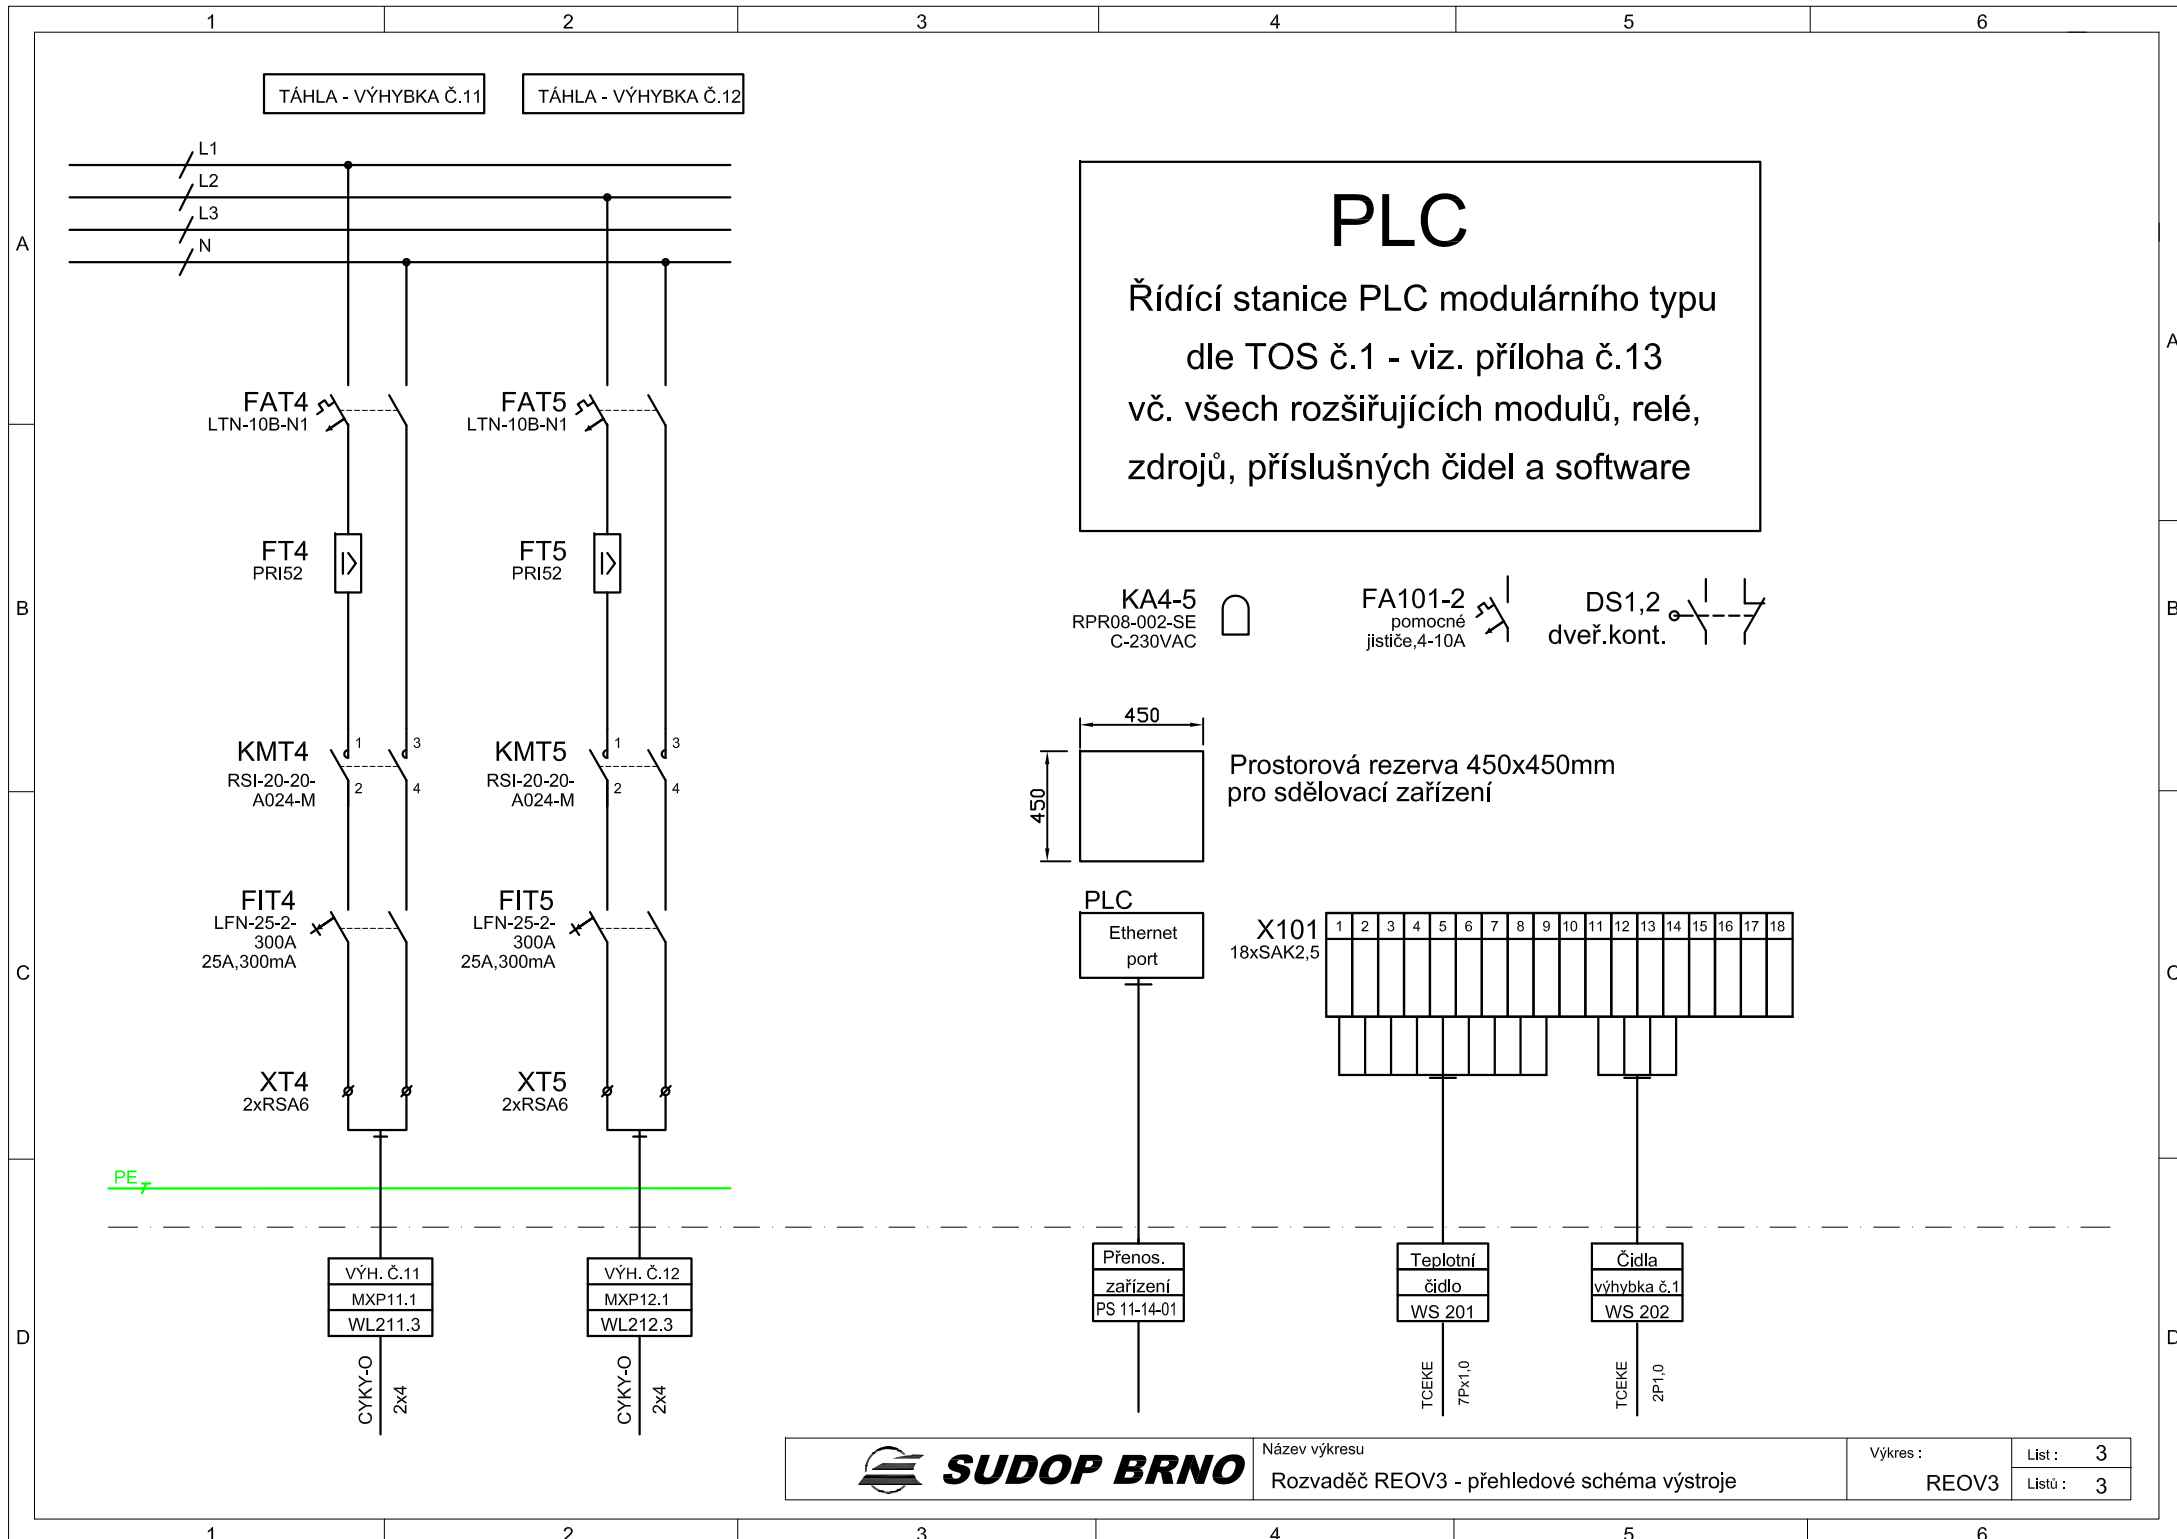 1 2 3 4 5 6
TÁHLA - VÝHYBKA Č.11
TÁHLA - VÝHYBKA Č.12
L1
L2
L3
N
A
B
C
D
FAT4
LTN-10B-N1
FAT5
LTN-10B-N1
FT4
PRI52
FT5
PRI52
KMT4
RSI-20-20-
A024-M
1
2
3
4
KMT5
RSI-20-20-
A024-M
1
2
3
4
FIT4
LFN-25-2-
300A
25A,300mA
FIT5
LFN-25-2-
300A
25A,300mA
XT4
2xRSA6
XT5
2xRSA6
PE
VÝH. Č.11
MXP11.1
WL211.3
CYKY-O
2x4
VÝH. Č.12
MXP12.1
WL212.3
CYKY-O
2x4
PLC
Řídící stanice PLC modulárního typu
dle TOS č.1 - viz. příloha č.13
vč. všech rozšiřujících modulů, relé,
zdrojů, příslušných čidel a software
KA4-5
RPR08-002-SE
C-230VAC
FA101-2
pomocné
jističe,4-10A
DS1,2
dveř.kont.
450
450
Prostorová rezerva 450x450mm
pro sdělovací zařízení
PLC
Ethernet
port
X101
18xSAK2,5
1 2 3 4 5 6 7 8 9 10 11 12 13 14 15 16 17 18
Přenos.
zařízení
PS 11-14-01
Teplotní
čidlo
WS 201
TCEKE
7Px1,0
Čidla
výhybka č.1
WS 202
TCEKE
2P1,0
A
B
C
D
SUDOP BRNO
Název výkresu
Rozvaděč REOV3 - přehledové schéma výstroje
Výkres :
REOV3
List : 3
Listů : 3
1 2 3 4 5 6